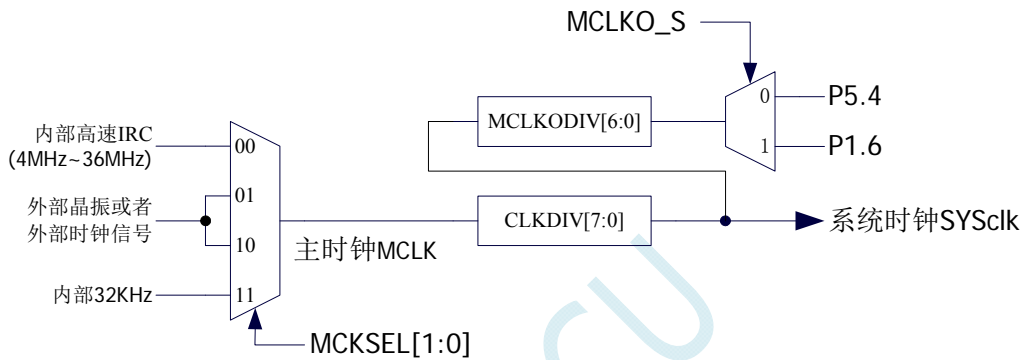 MCLKO_S
0
P5.4
MCLKODIV[6:0]
1
P1.6
内部高速IRC
(4MHz~36MHz)
00
01
外部晶振或者
外部时钟信号
CLKDIV[7:0]
系统时钟SYSclk
10
主时钟MCLK
内部32KHz
11
MCKSEL[1:0]
CU